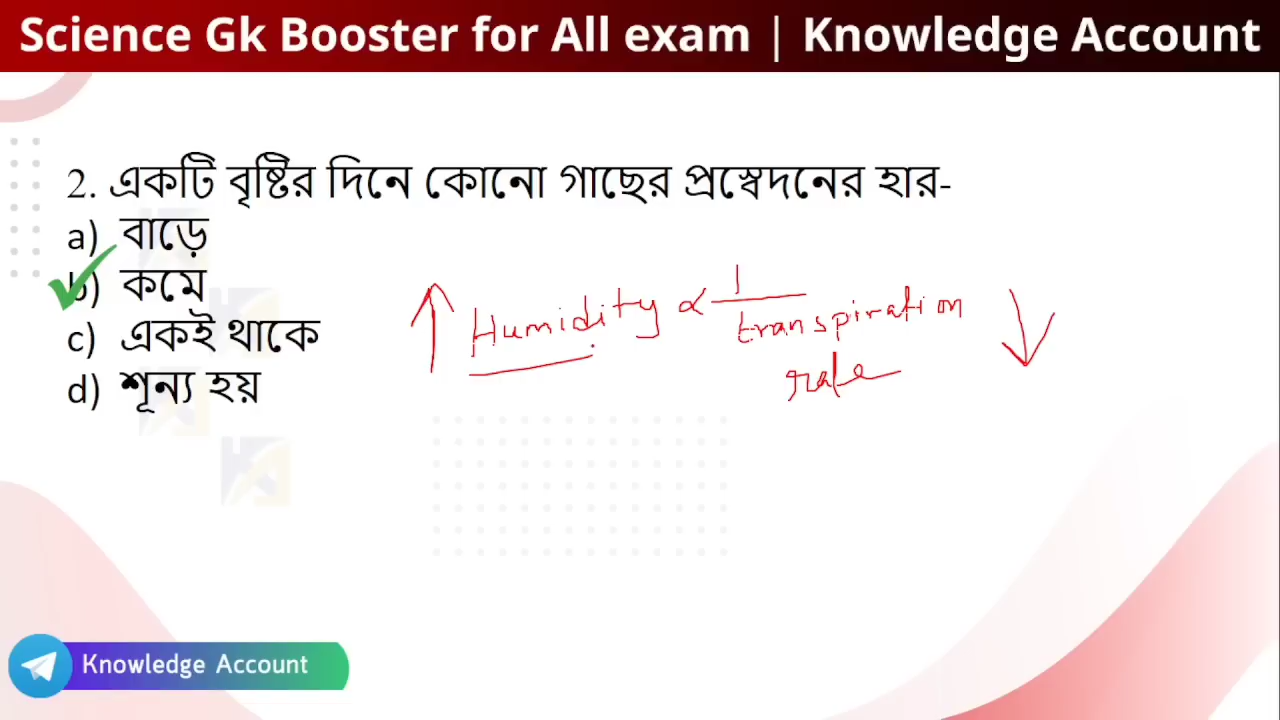 Science Gk Booster for All exam | Knowledge Account
2. একটি বৃষ্টির দিনে কোনো গাছের প্রস্বেদনের হার-
a) বাড়ে
b) কমে
c) একই থাকে
d) শূন্য হয়
↑ Humidity ∝ 1 / transpiration rate ↓
Knowledge Account